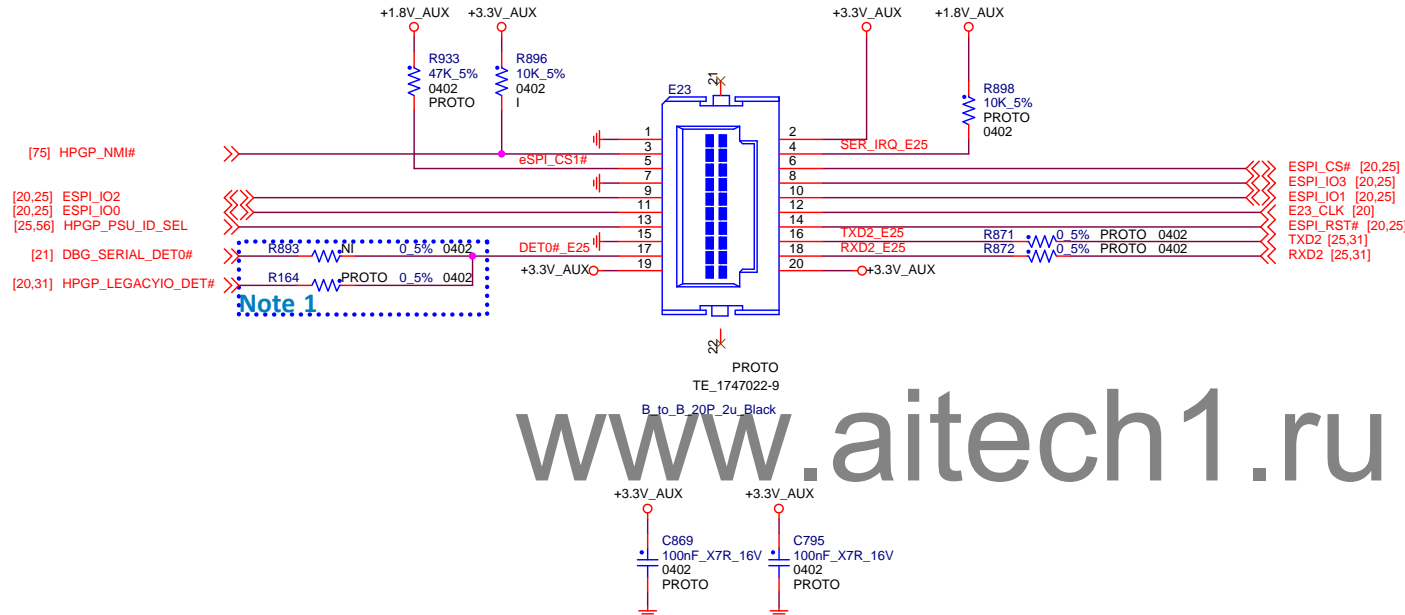 +1.8V_AUX +3.3V_AUX +3.3V_AUX +1.8V_AUX
R933
47K_5%
0402
PROTO
R896
10K_5%
0402
I
R898
10K_5%
PROTO
0402
E23
21
[75] HPGP_NMI#
[20,25] ESPI_IO2
[20,25] ESPI_IO0
[25,56] HPGP_PSU_ID_SEL
[21] DBG_SERIAL_DET0#
[20,31] HPGP_LEGACYIO_DET#
R893 NI 0_5% 0402
R164 PROTO 0_5% 0402
Note 1
eSPI_CS1#
DET0#_E25
+3.3V_AUX
1
3
5
7
9
11
13
15
17
19
2
4
6
8
10
12
14
16
18
20
SER_IRQ_E25
TXD2_E25
RXD2_E25
+3.3V_AUX
R871 0_5% PROTO 0402
R872 0_5% PROTO 0402
ESPI_CS# [20,25]
ESPI_IO3 [20,25]
ESPI_IO1 [20,25]
E23_CLK [20]
ESPI_RST# [20,25]
TXD2 [25,31]
RXD2 [25,31]
22
PROTO
TE_1747022-9
B_to_B_20P_2u_Black
www.aitech1.ru
+3.3V_AUX +3.3V_AUX
C869
100nF_X7R_16V
0402
PROTO
C795
100nF_X7R_16V
0402
PROTO